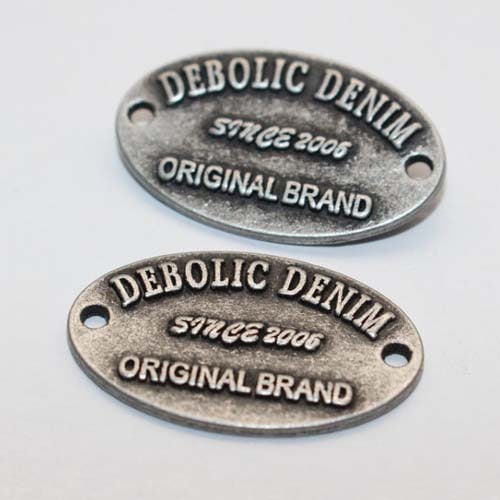 DEBOLIC DENIM
SINCE 2006
ORIGINAL BRAND
DEBOLIC DENIM
SINCE 2006
ORIGINAL BRAND